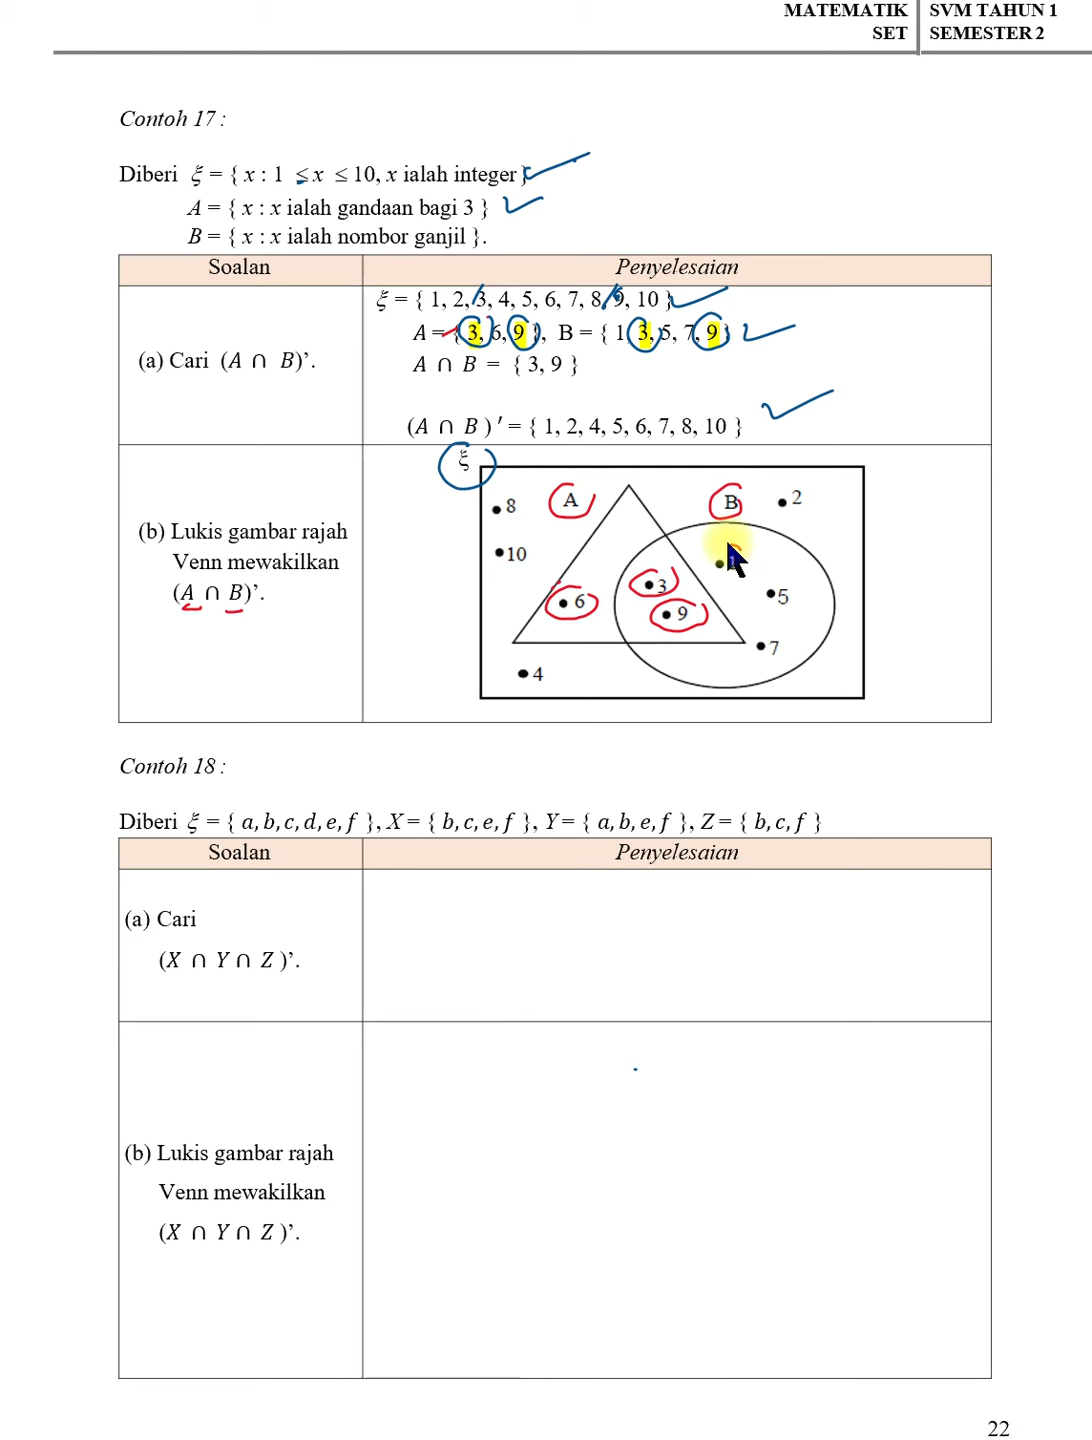 MATEMATIK SVM TAHUN 1
SET SEMESTER 2
Contoh 17 :
Diberi ξ = { x : 1 ≤ x ≤ 10, x ialah integer }
A = { x : x ialah gandaan bagi 3 }
B = { x : x ialah nombor ganjil }.
Soalan Penyelesaian
ξ = { 1, 2, 3, 4, 5, 6, 7, 8, 9, 10 }
A = { 3, 6, 9 }, B = { 1, 3, 5, 7, 9 }
(a) Cari (A ∩ B)’.
A ∩ B = { 3, 9 }
(A ∩ B )′ = { 1, 2, 4, 5, 6, 7, 8, 10 }
ξ
8 A B 2
(b) Lukis gambar rajah
Venn mewakilkan
(A ∩ B)’.
10 1
3 5
6 9
7
4
Contoh 18 :
Diberi ξ = { a, b, c, d, e, f }, X = { b, c, e, f }, Y = { a, b, e, f }, Z = { b, c, f }
Soalan Penyelesaian
(a) Cari
(X ∩ Y ∩ Z )’.
(b) Lukis gambar rajah
Venn mewakilkan
(X ∩ Y ∩ Z )’.
22